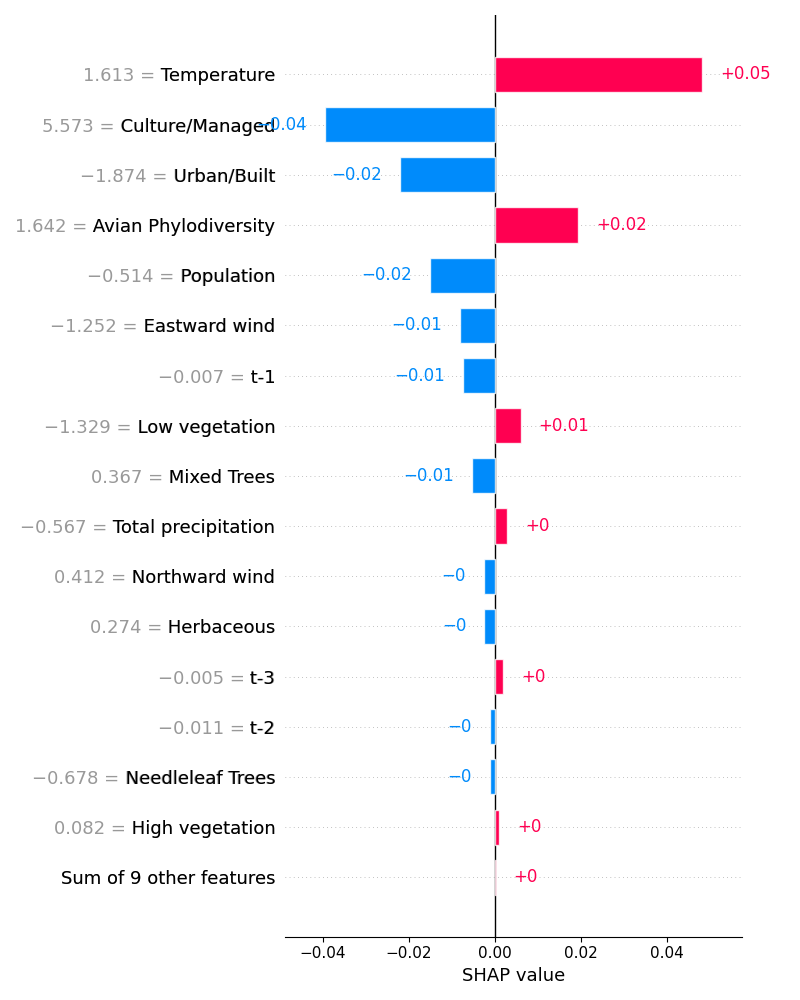 1.613 = Temperature +0.05
5.573 = Culture/Managed −0.04
−1.874 = Urban/Built −0.02
1.642 = Avian Phylodiversity +0.02
−0.514 = Population −0.02
−1.252 = Eastward wind −0.01
−0.007 = t-1 −0.01
−1.329 = Low vegetation +0.01
0.367 = Mixed Trees −0.01
−0.567 = Total precipitation +0
0.412 = Northward wind −0
0.274 = Herbaceous −0
−0.005 = t-3 +0
−0.011 = t-2 −0
−0.678 = Needleleaf Trees −0
0.082 = High vegetation +0
Sum of 9 other features +0
−0.04 −0.02 0.00 0.02 0.04
SHAP value